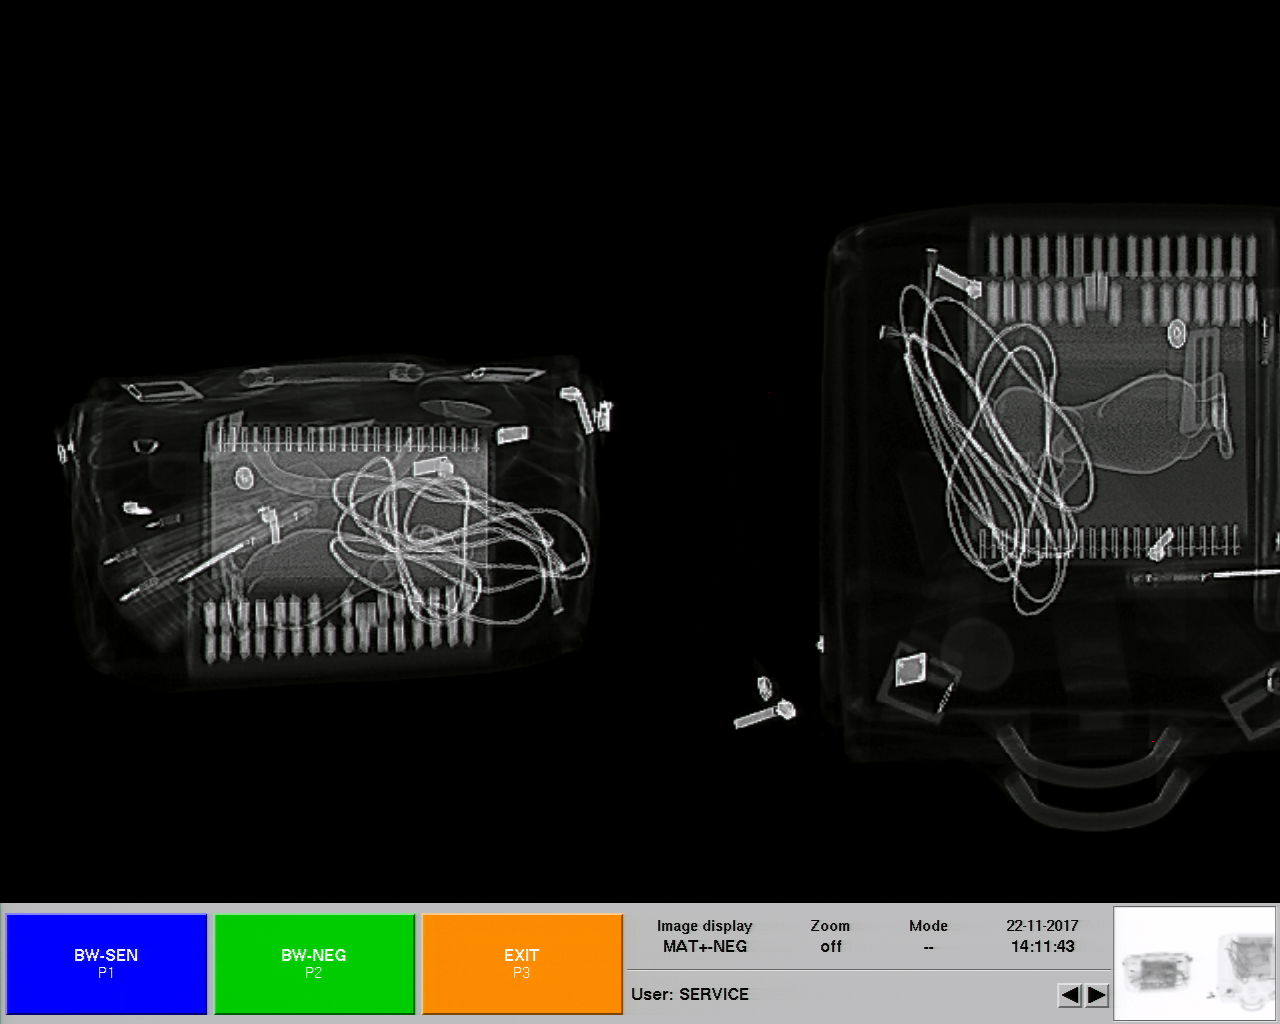 BW-SEN
P1
BW-NEG
P2
EXIT
P3
Image display
MAT+-NEG
Zoom
off
Mode
--
22-11-2017
14:11:43
User: SERVICE